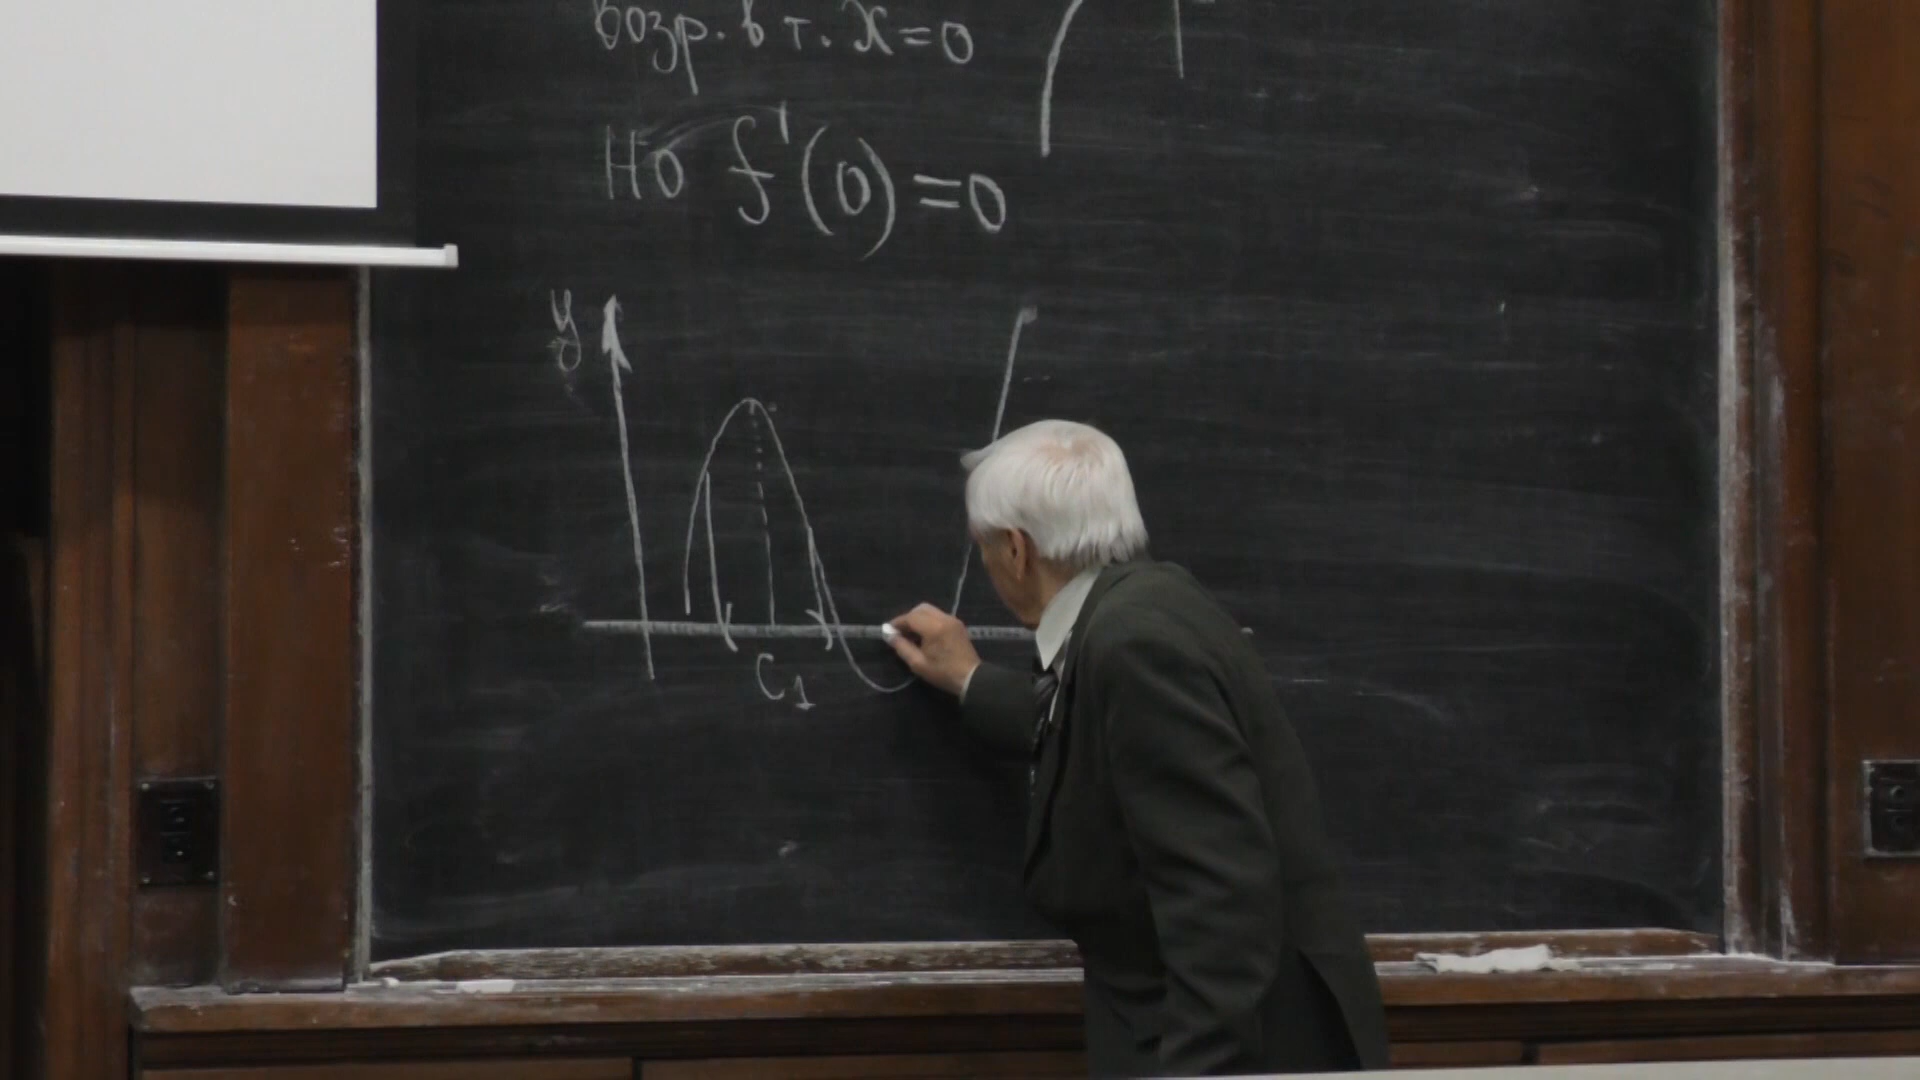 возр. в т. x=0
Но f'(0)=0
y
C₁